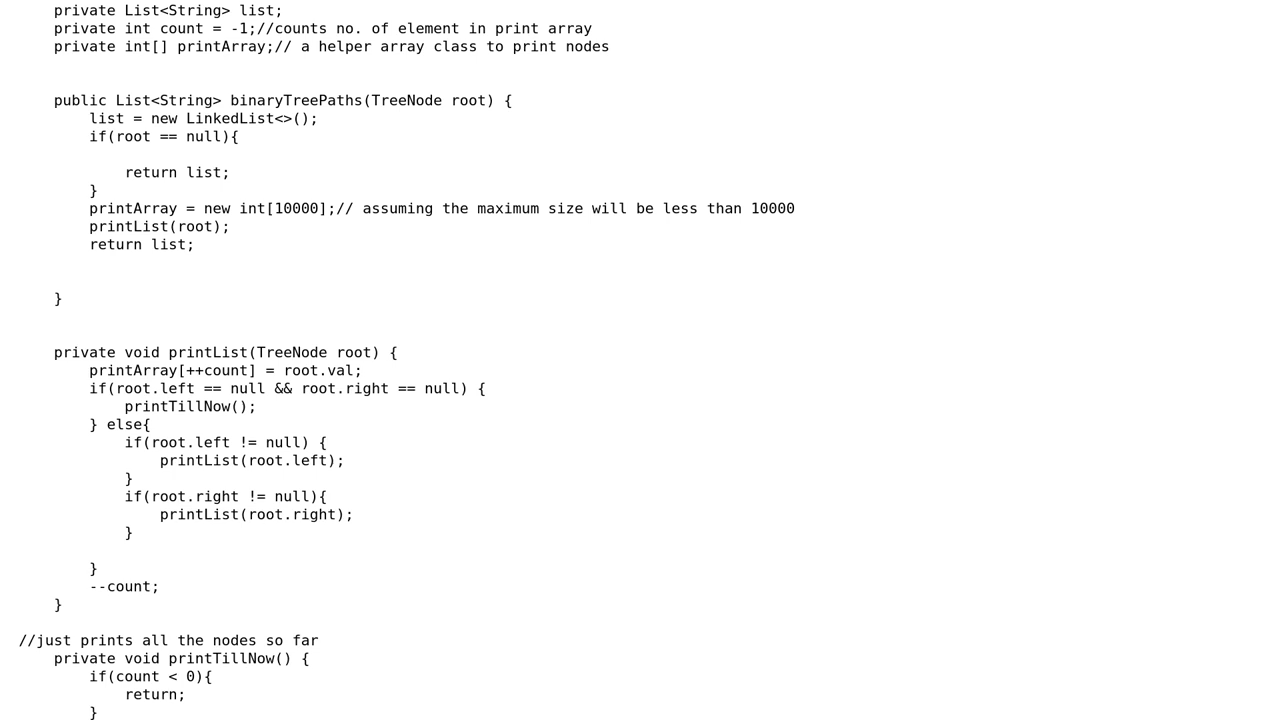 private List<String> list;
    private int count = -1;//counts no. of element in print array
    private int[] printArray;// a helper array class to print nodes
    public List<String> binaryTreePaths(TreeNode root) {
        list = new LinkedList<>();
        if(root == null){
            return list;
        }
        printArray = new int[10000];// assuming the maximum size will be less than 10000
        printList(root);
        return list;
    }
    private void printList(TreeNode root) {
        printArray[++count] = root.val;
        if(root.left == null && root.right == null) {
            printTillNow();
        } else{
            if(root.left != null) {
                printList(root.left);
            }
            if(root.right != null){
                printList(root.right);
            }
        }
        --count;
    }
//just prints all the nodes so far
    private void printTillNow() {
        if(count < 0){
            return;
        }